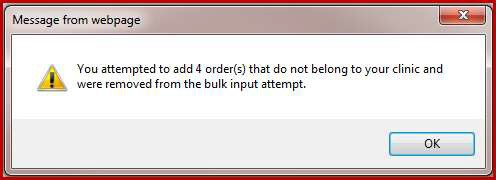 Message from webpage
You attempted to add 4 order(s) that do not belong to your clinic and
were removed from the bulk input attempt.
OK